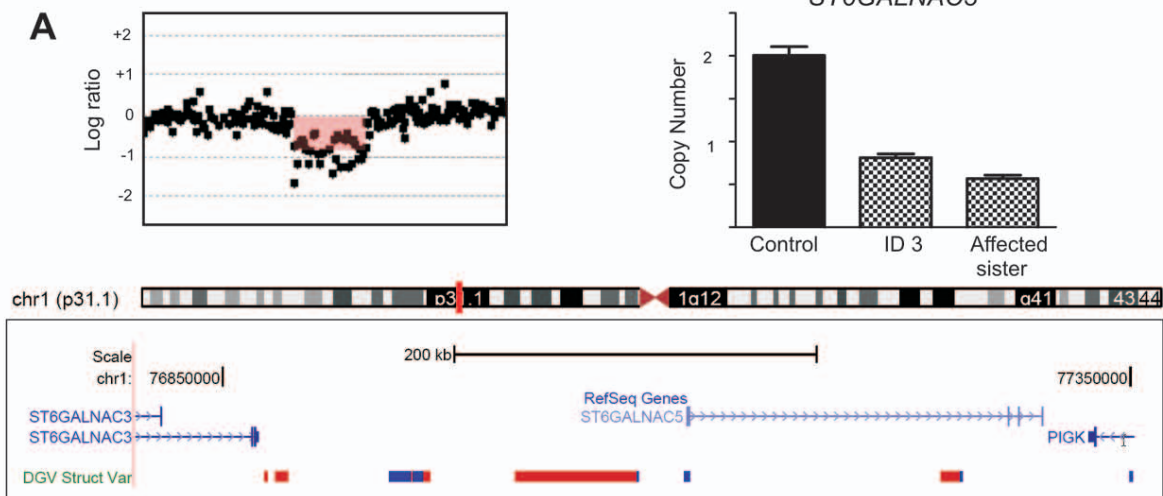 A
+2
+1
0
-1
-2
Log ratio
ST6GALNAC5
Copy Number
2
1
Control
ID 3
Affected
sister
chr1 (p31.1)
p31.1
1q12
q41
43
44
Scale
200 kb
chr1:
76850000
77350000
RefSeq Genes
ST6GALNAC3
ST6GALNAC5
ST6GALNAC3
PIGK
DGV Struct Var